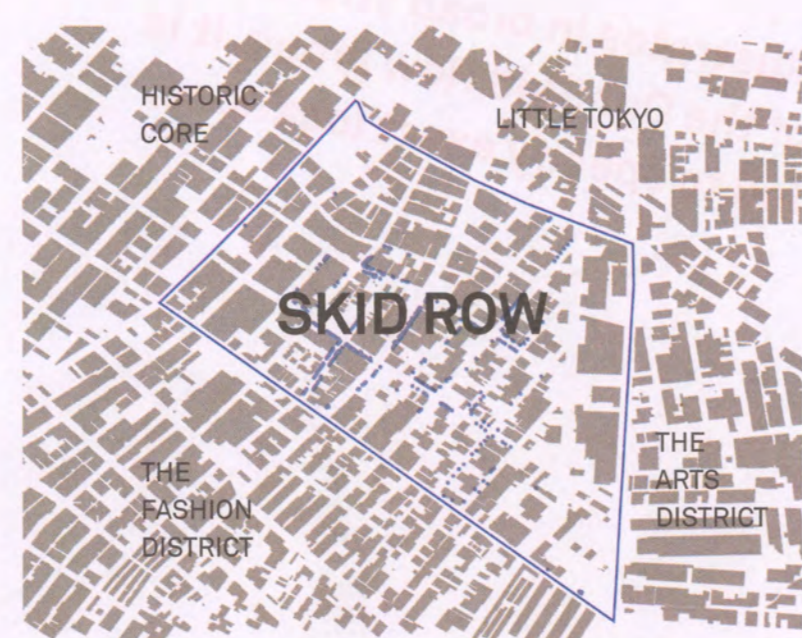 HISTORIC
CORE
LITTLE TOKYO
SKID ROW
THE
ARTS
DISTRICT
THE
FASHION
DISTRICT